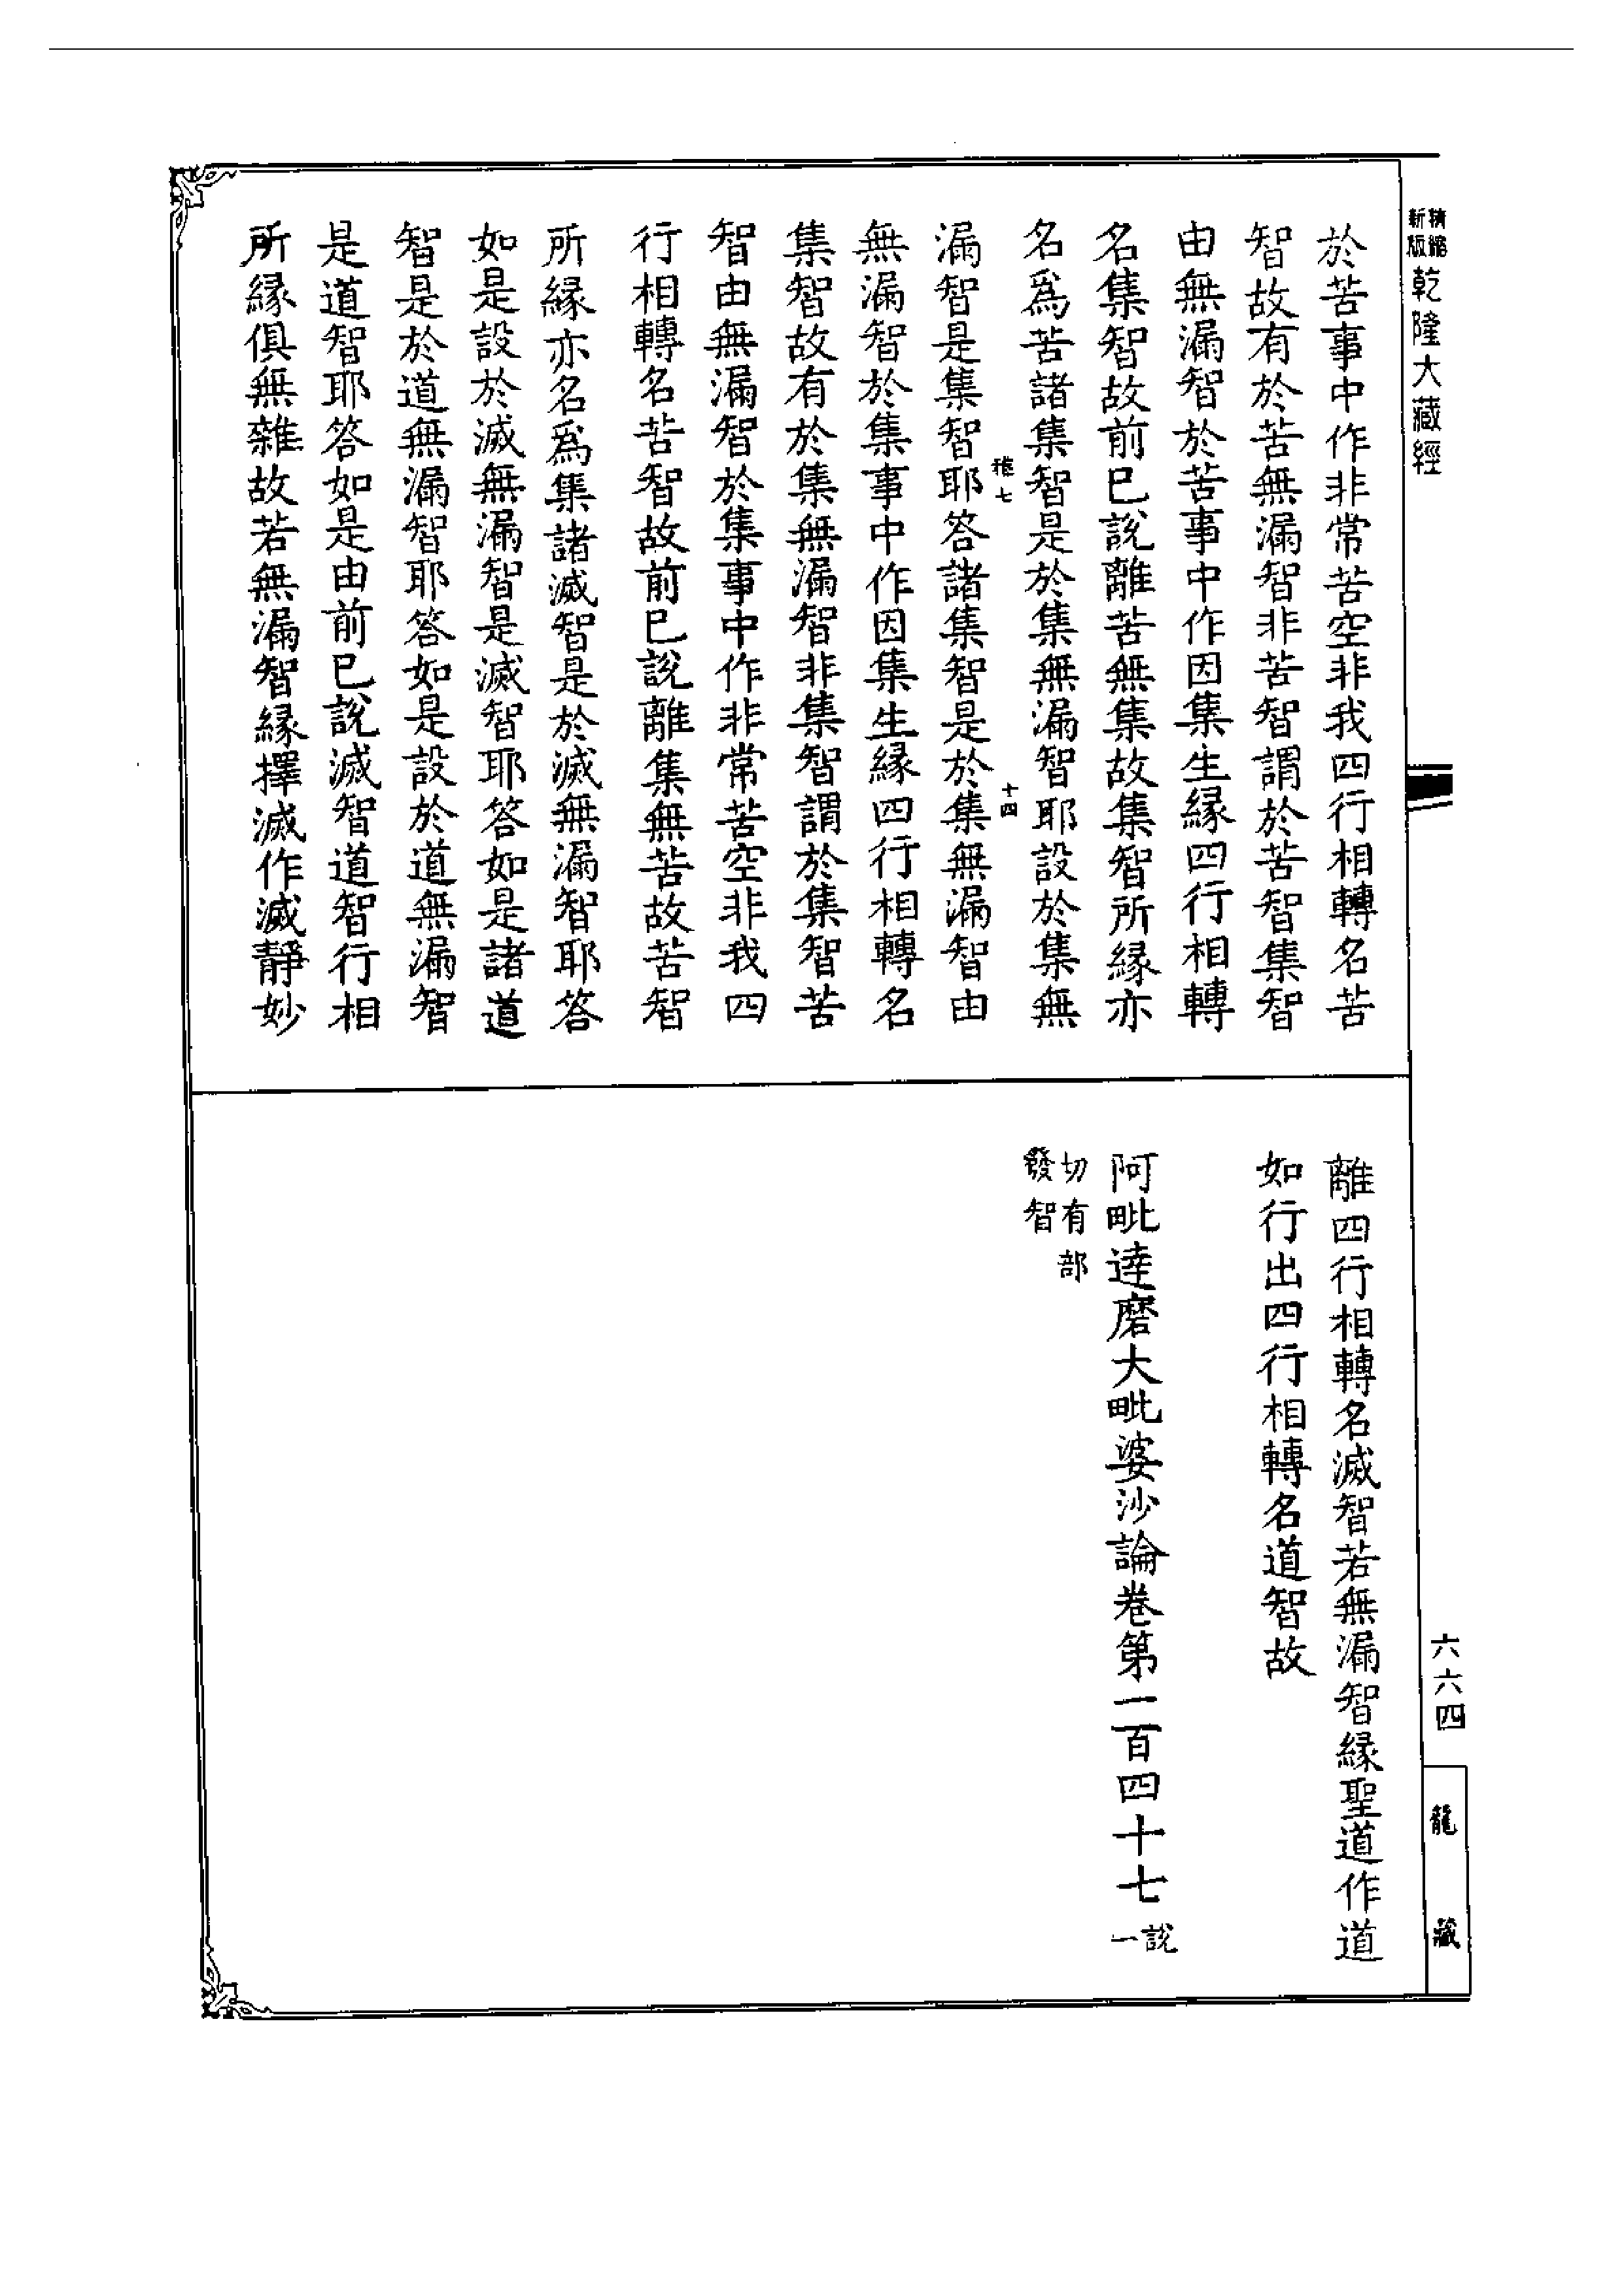 精縮
新版
乾隆大藏經
於苦事中作非常苦空非我四行相轉名苦
智故有於苦無漏智非苦智謂於苦智集智
由無漏智於苦事中作因集生緣四行相轉
名集智故前已說離苦無集故集智所緣亦
名爲苦諸集智是於集無漏智耶設於集無
漏智是集智耶答諸集智是於集無漏智由
無漏智於集事中作因集生緣四行相轉名
集智故有於集無漏智非集智謂於集智苦
智由無漏智於集事中作非常苦空非我四
行相轉名苦智故前已說離集無苦故苦智
所緣亦名爲集諸滅智是於滅無漏智耶答
如是設於滅無漏智是滅智耶答如是諸道
智是於道無漏智耶答如是設於道無漏智
是道智耶答如是由前已說滅智道智行相
所緣俱無雜故若無漏智緣擇滅作滅靜妙
十四
離四行相轉名滅智若無漏智緣聖道作道
如行出四行相轉名道智故
阿毗達磨大毗婆沙論卷第一百四十七
說
一
切有部
發智
六六四
龍藏